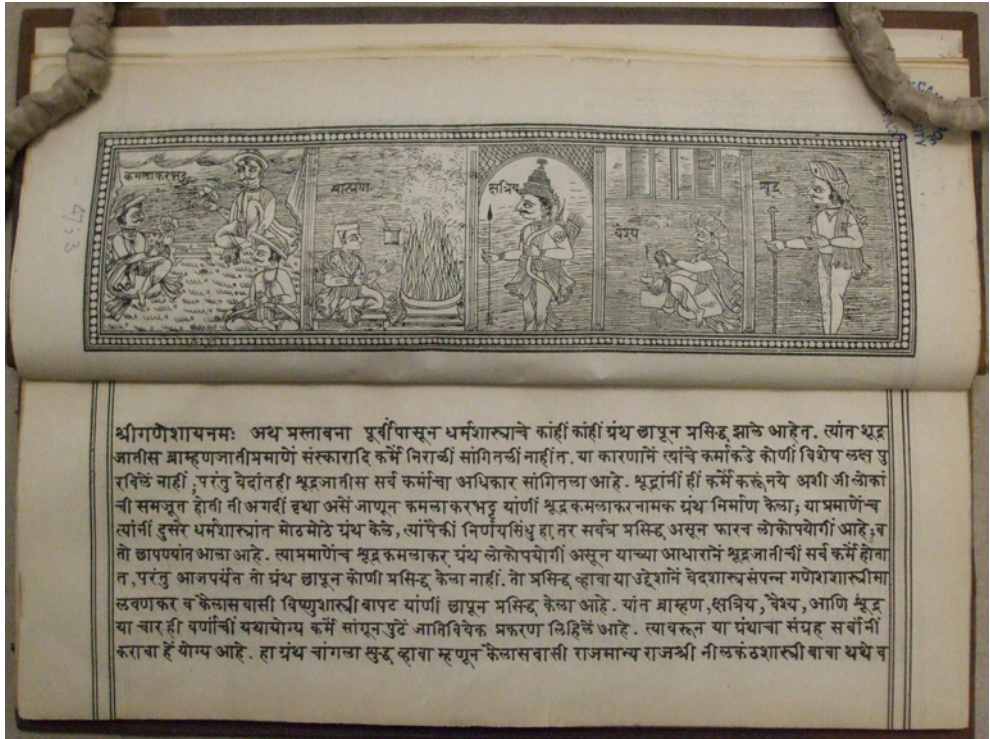 कमलाकरभट्ट
ब्राम्हण
क्षत्रिय
वैश्य
शूद्र
श्रीगणेशायनमः अथ प्रस्तावना पूर्वींपासून धर्मशास्त्राचे कांहीं कांहीं ग्रंथ छापून प्रसिद्ध झाले आहेत. त्यांत शूद्र
जातीस ब्राम्हणजातीप्रमाणें संस्कारादि कर्में निराळीं सांगितलीं नाहींत. या कारणानें त्यांचे कर्माकडे कोणीं विशेष लक्ष पु
रविलें नाहीं; परंतु वेदांतही शूद्रजातीस सर्व कर्मांचा अधिकार सांगितला आहे. शूद्रांनीं हीं कर्में करूंनये अशी जी लोकां
ची समजूत होती ती अगदीं वृथा असें जाणून कमलाकरभट्ट यांणीं शूद्रकमलाकरनामक ग्रंथ निर्माण केला; याप्रमाणेंच
त्यांनीं दुसरे धर्मशास्त्रांत मोठमोठे ग्रंथ केले, त्यांपैकीं निर्णयसिंधु हा तर सर्वत्र प्रसिद्ध असून फारच लोकोपयोगीं आहे; व
तो छापण्यांत आला आहे. त्याप्रमाणेंच शूद्रकमलाकर ग्रंथ लोकोपयोगीं असून याच्या आधारानें शूद्रजातीचीं सर्व कर्में होता
त, परंतु आजपर्यंत तो ग्रंथ छापून कोणी प्रसिद्ध केला नाहीं. तो प्रसिद्ध व्हावा या उद्देशानें वेदशास्त्रसंपन्न गणेशशास्त्रीमा
लवणकर व कैलासवासी विष्णुशास्त्रीबापट यांणीं छापून प्रसिद्ध केला आहे. यांत ब्राम्हण, क्षत्रिय, वैश्य, आणि शूद्र
या चारही वर्णांचीं यथायोग्य कर्में सांगून पुढें जातिविवेक प्रकरण लिहिलें आहे. त्यावरून या ग्रंथाचा संग्रह सर्वांनीं
करावा हें योग्य आहे. हा ग्रंथ चांगला शुद्ध व्हावा म्हणून कैलासवासी राजमान्य राजश्री नीलकंठशास्त्री बाबा थथे व